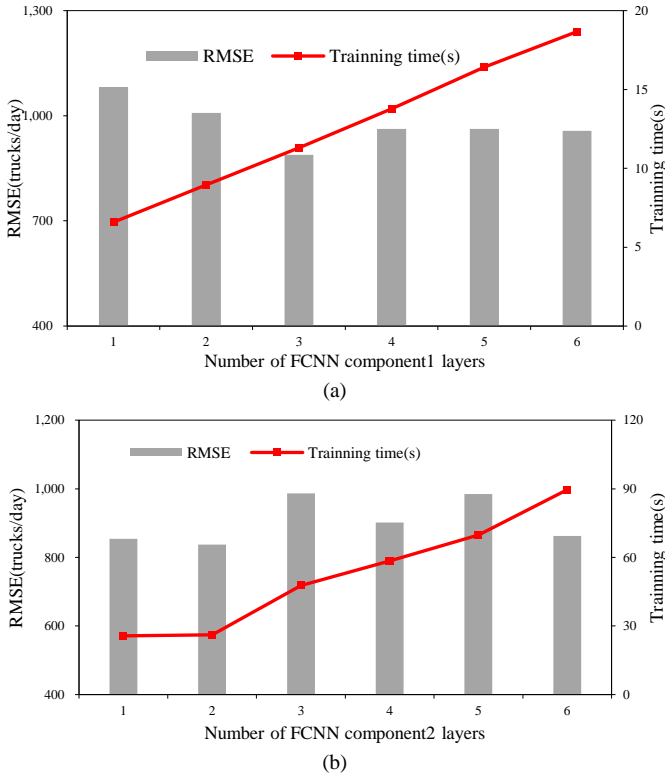 1,300
1,000
700
400
RMSE(trucks/day)
RMSE
Trainning time(s)
20
15
10
5
0
Trainning time(s)
1 2 3 4 5 6
Number of FCNN component1 layers
(a)
1,200
1,000
800
600
400
RMSE(trucks/day)
RMSE
Trainning time(s)
120
90
60
30
0
Trainning time(s)
1 2 3 4 5 6
Number of FCNN component2 layers
(b)